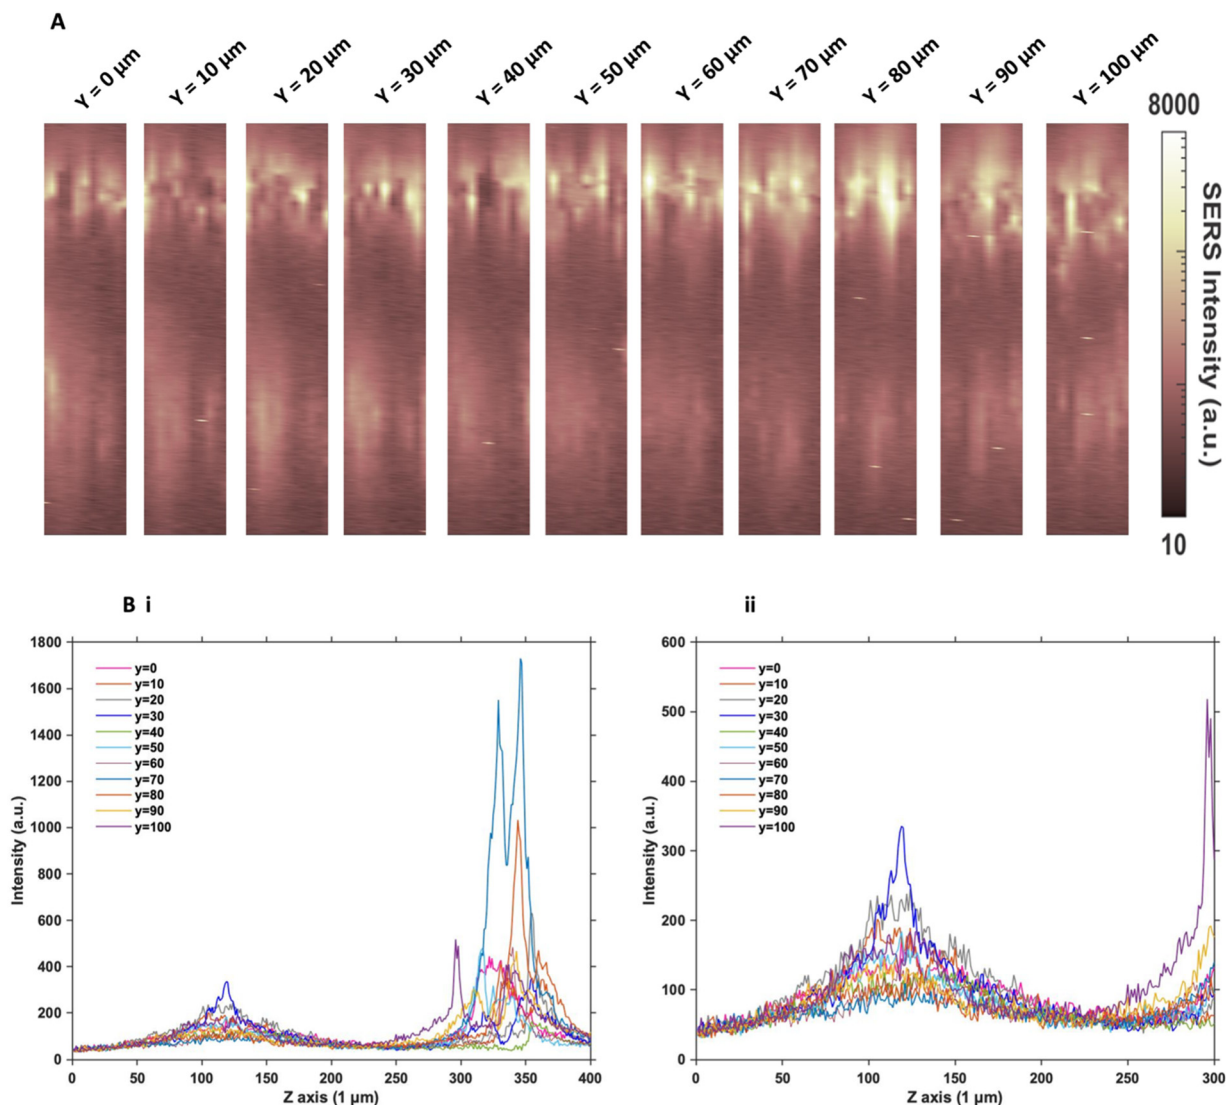 A
Y = 0 µm
Y = 10 µm
Y = 20 µm
Y = 30 µm
Y = 40 µm
Y = 50 µm
Y = 60 µm
Y = 70 µm
Y = 80 µm
Y = 90 µm
Y = 100 µm
8000
SERS Intensity (a.u.)
10
B i
1800
1600
1400
1200
1000
800
600
400
200
0
Intensity (a.u.)
y=0
y=10
y=20
y=30
y=40
y=50
y=60
y=70
y=80
y=90
y=100
0 50 100 150 200 250 300 350 400
Z axis (1 µm)
ii
600
500
400
300
200
100
0
Intensity (a.u.)
y=0
y=10
y=20
y=30
y=40
y=50
y=60
y=70
y=80
y=90
y=100
0 50 100 150 200 250 300
Z axis (1 µm)